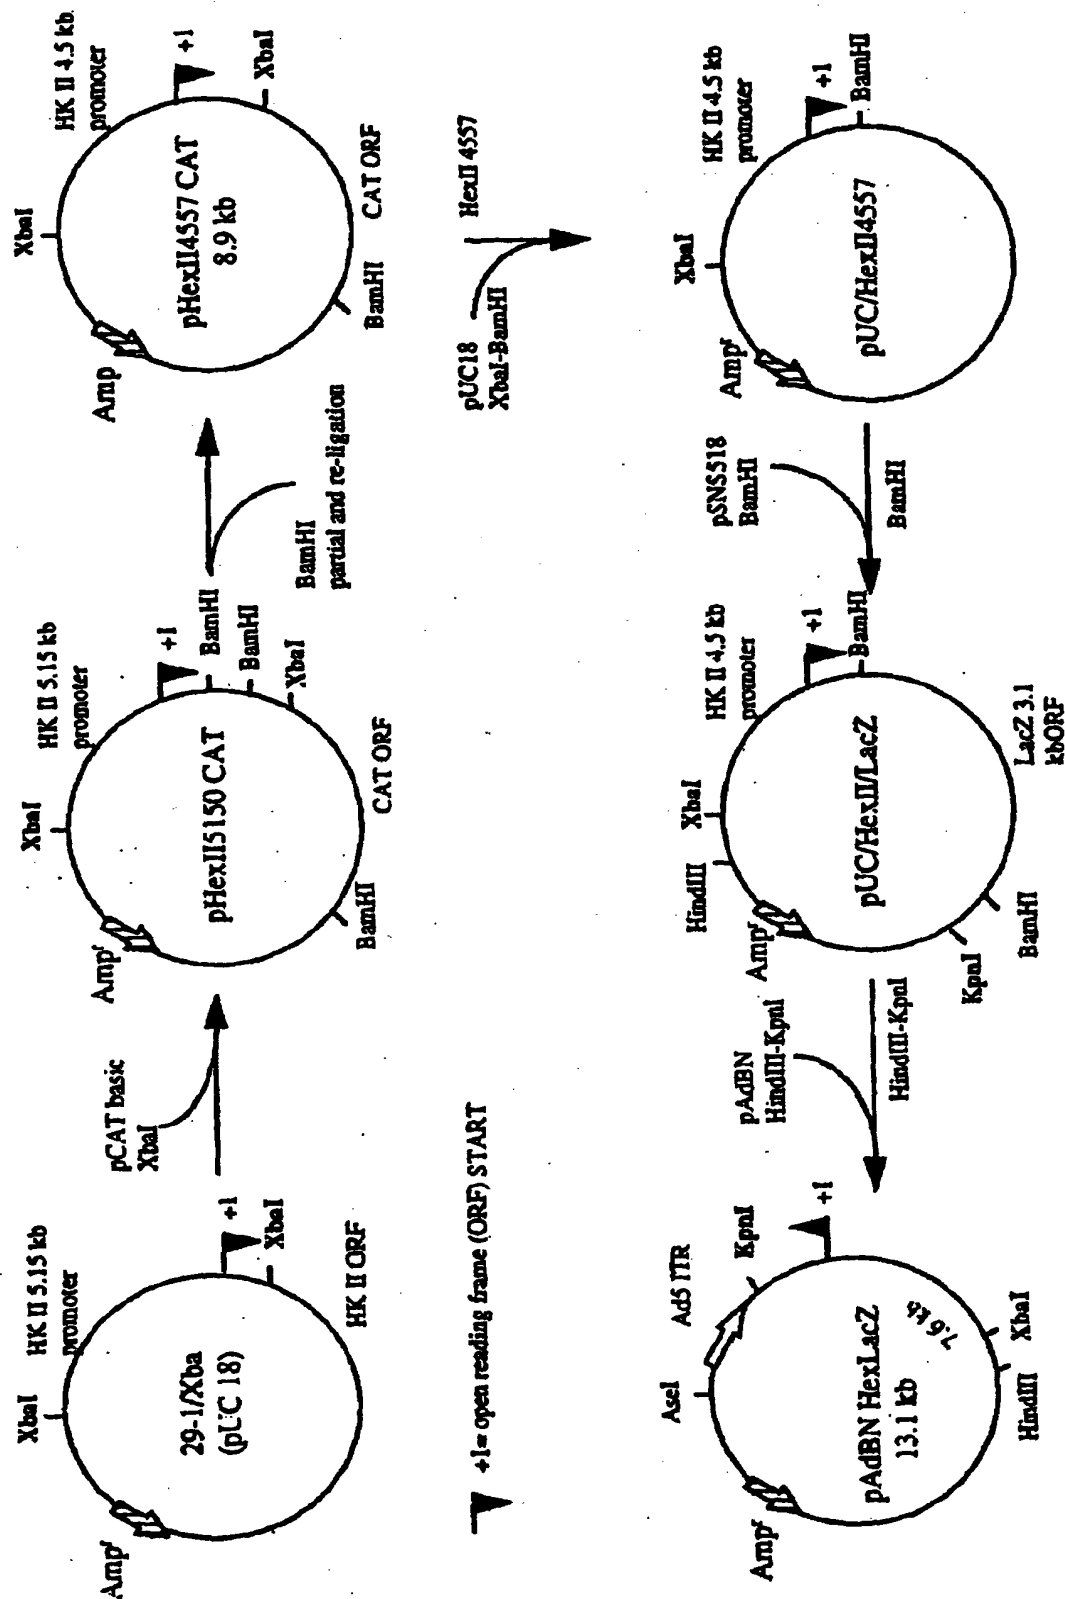 XbaI
HK II 5.15 kb
promoter
Ampʳ
29-1/Xba
(pUC 18)
+1
XbaI
HK II ORF
pCAT basic
XbaI
XbaI
HK II 5.15 kb
promoter
Ampʳ
pHexII5150 CAT
+1
BamHI
BamHI
XbaI
CAT ORF
BamHI
BamHI
partial and re-ligation
XbaI
HK II 4.5 kb
promoter
Amp
pHexII4557 CAT
8.9 kb
+1
XbaI
CAT ORF
BamHI
+1= open reading frame (ORF) START
pUC18
XbaI-BamHI
HexII 4557
XbaI
HK II 4.5 kb
promoter
Ampʳ
pUC/HexII4557
+1
BamHI
pSNS518
BamHI
BamHI
HindIII
XbaI
HK II 4.5 kb
promoter
Ampʳ
pUC/HexII/LacZ
+1
BamHI
LacZ 3.1
kbORF
BamHI
KpnI
pAdBN
HindIII-KpnI
HindIII-KpnI
AseI
Ad5 ITR
KpnI
+1
Ampʳ
pAdBN HexLacZ
13.1 kb
7.6 kb
XbaI
HindIII